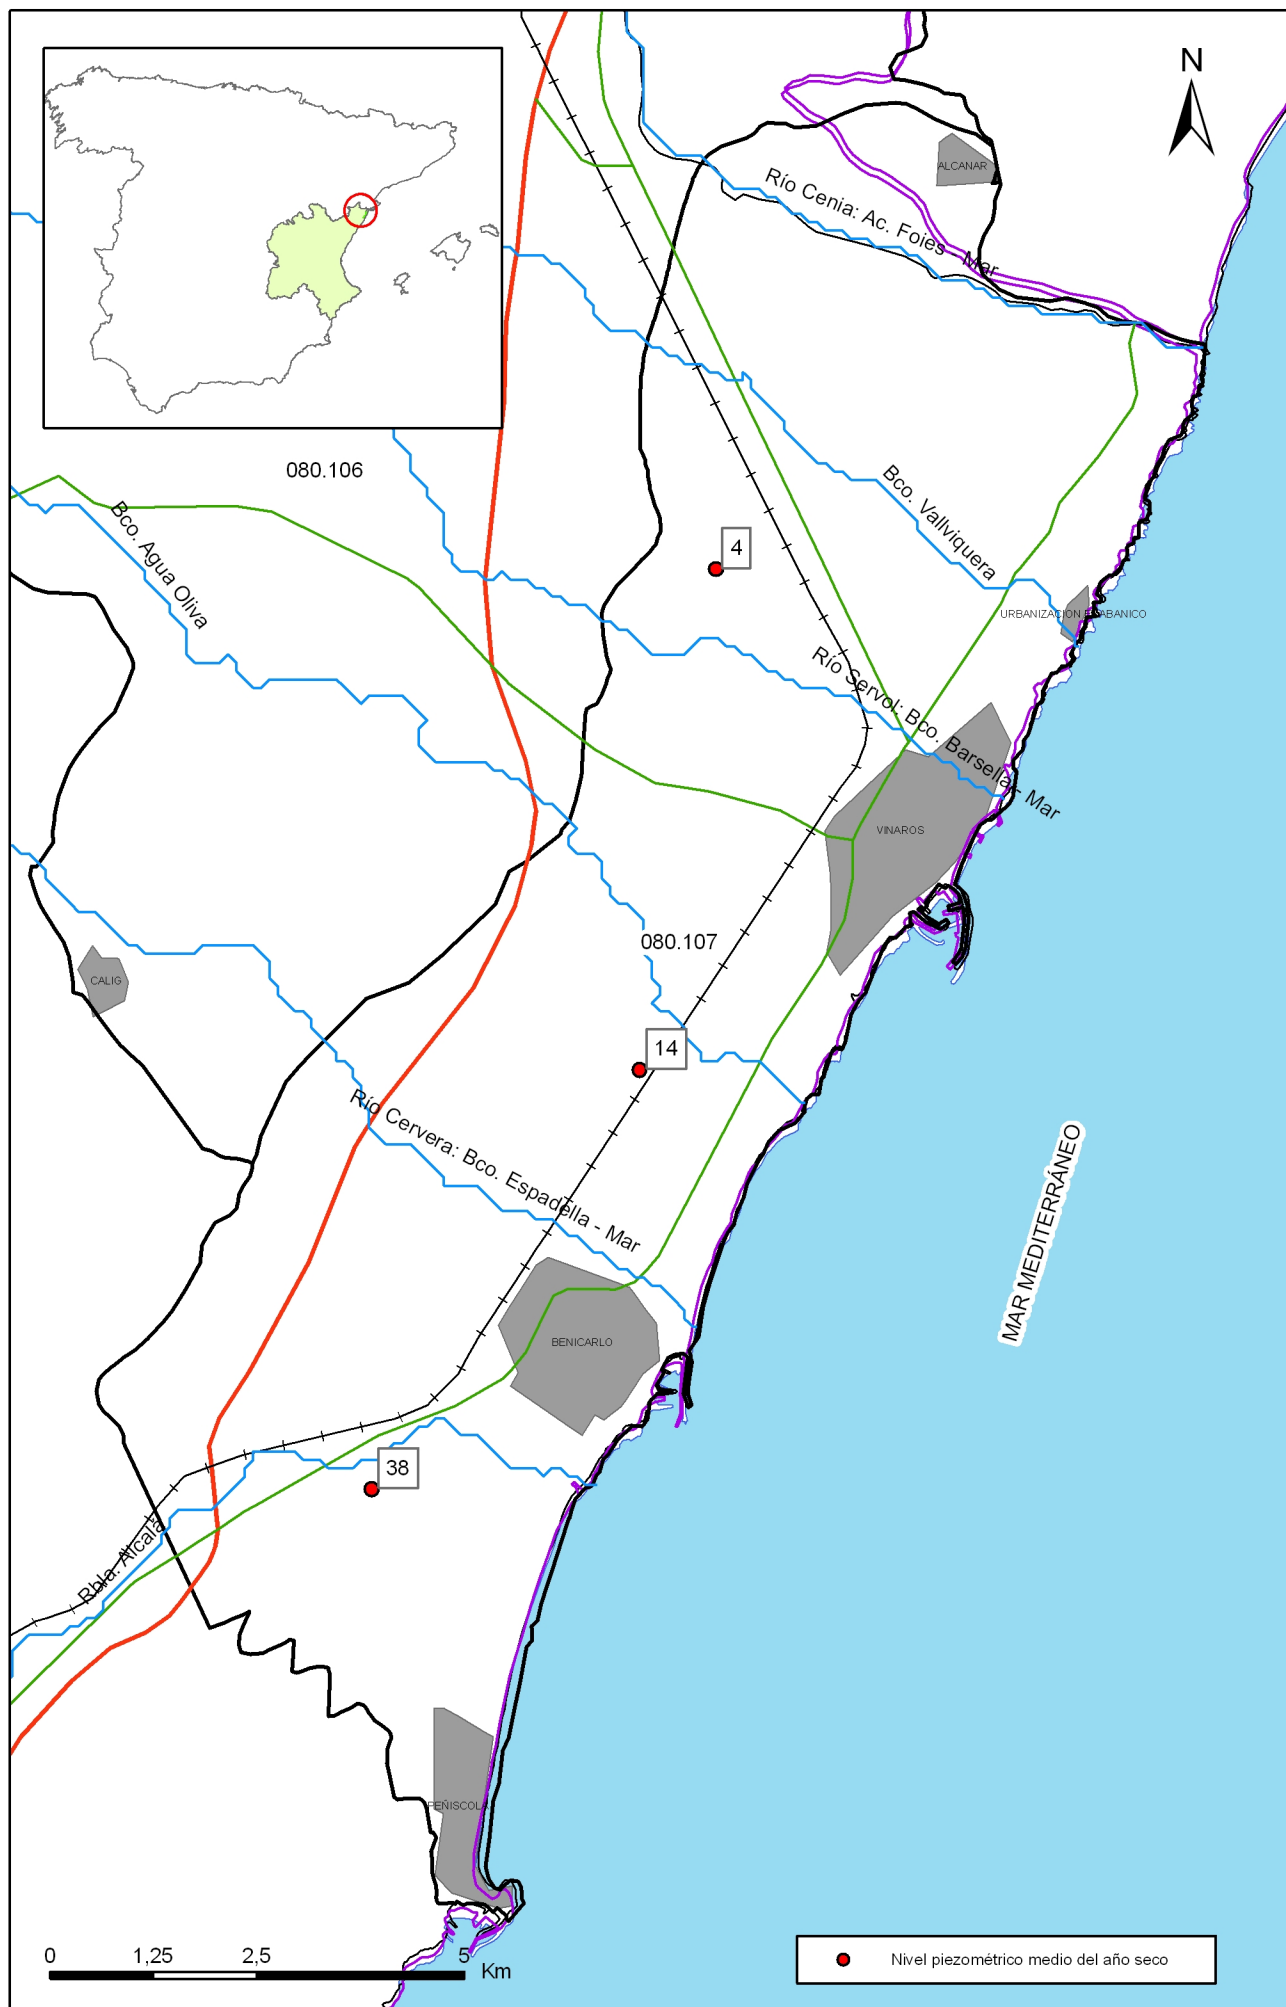 N
ALCANAR
Río Cenia: Ac. Foies - Mar
080.106
Bco. Vallviquera
Bco. Agua Oliva
4
Río Servol: Bco. Barsella - Mar
VINAROS
080.107
CALIG
14
Río Cervera: Bco. Espadella - Mar
MAR MEDITERRÁNEO
BENICARLO
38
Rbla. Alcalá
PEÑISCOLA
0 1,25 2,5 5 Km
Nivel piezométrico medio del año seco